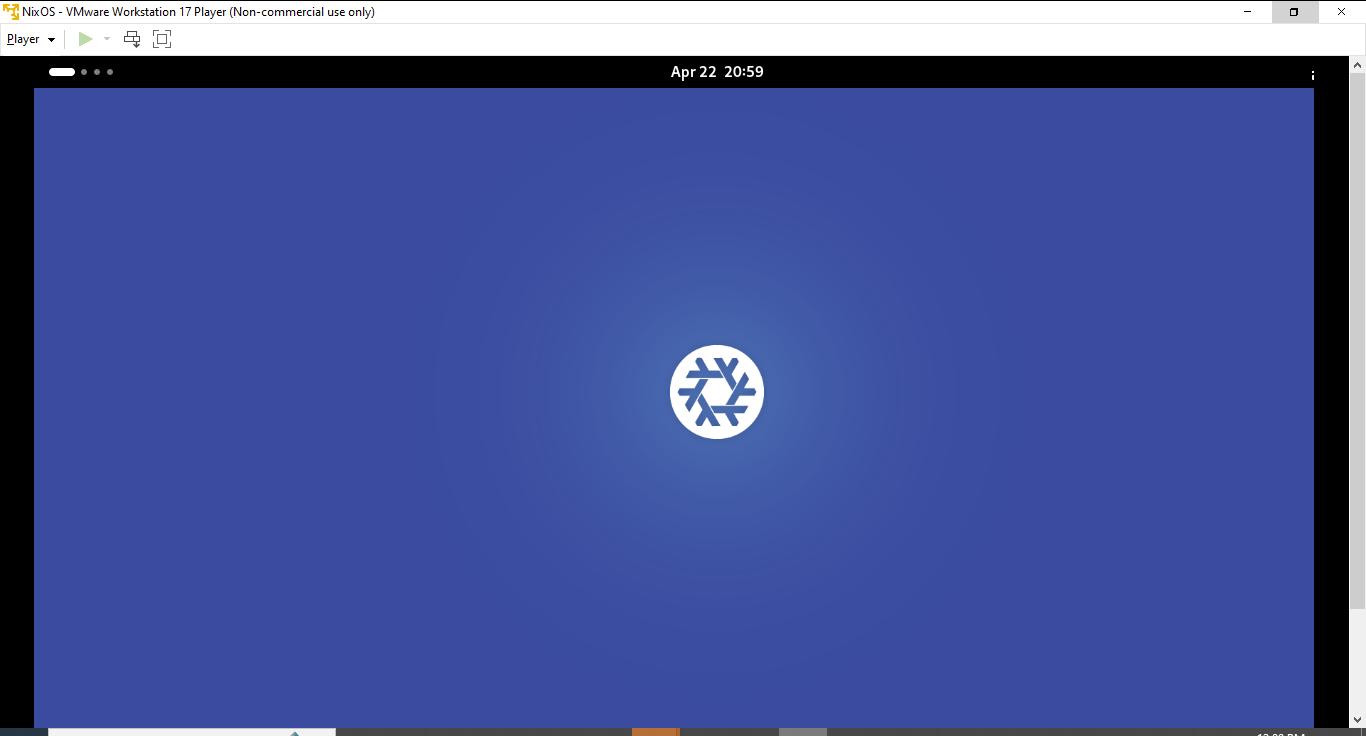 NixOS - VMware Workstation 17 Player (Non-commercial use only)
Player
Apr 22 20:59